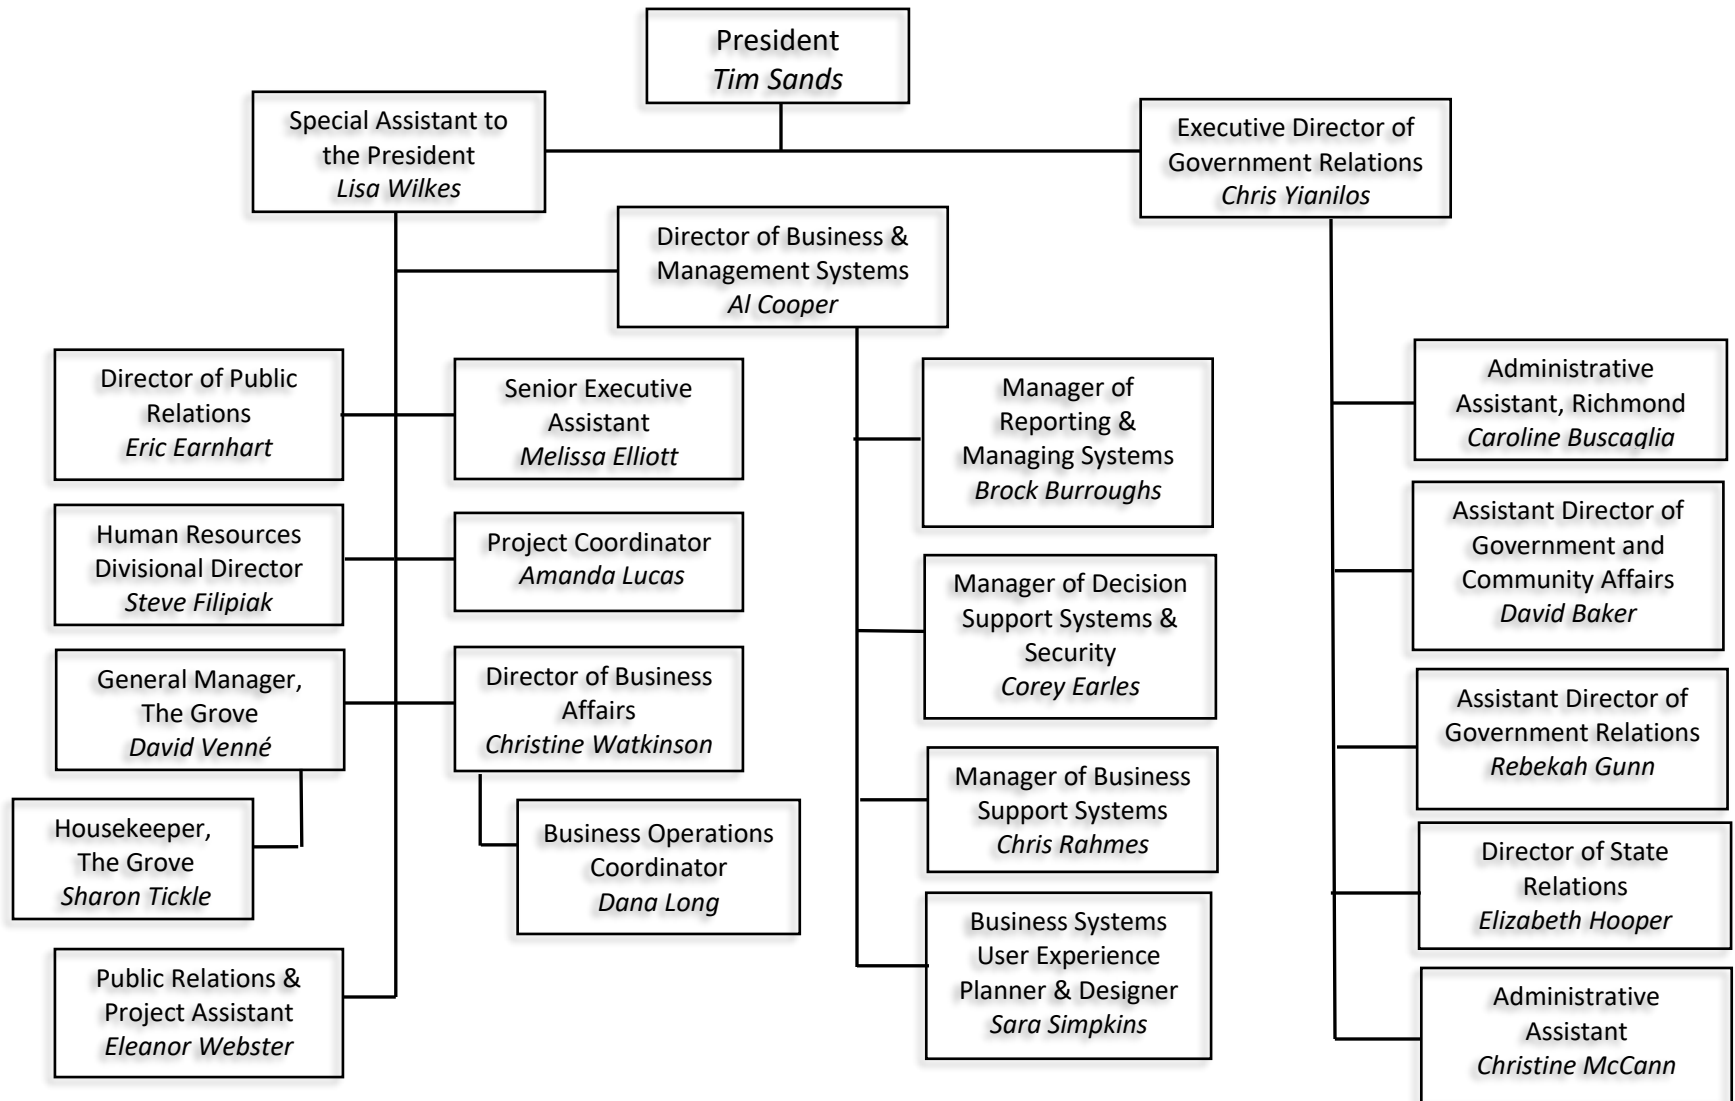 President
Tim Sands
Special Assistant to
the President
Lisa Wilkes
Executive Director of
Government Relations
Chris Yianilos
Director of Business &
Management Systems
Al Cooper
Director of Public
Relations
Eric Earnhart
Senior Executive
Assistant
Melissa Elliott
Human Resources
Divisional Director
Steve Filipiak
Project Coordinator
Amanda Lucas
General Manager,
The Grove
David Venné
Director of Business
Affairs
Christine Watkinson
Housekeeper,
The Grove
Sharon Tickle
Business Operations
Coordinator
Dana Long
Public Relations &
Project Assistant
Eleanor Webster
Manager of
Reporting &
Managing Systems
Brock Burroughs
Manager of Decision
Support Systems &
Security
Corey Earles
Manager of Business
Support Systems
Chris Rahmes
Business Systems
User Experience
Planner & Designer
Sara Simpkins
Administrative
Assistant, Richmond
Caroline Buscaglia
Assistant Director of
Government and
Community Affairs
David Baker
Assistant Director of
Government Relations
Rebekah Gunn
Director of State
Relations
Elizabeth Hooper
Administrative
Assistant
Christine McCann